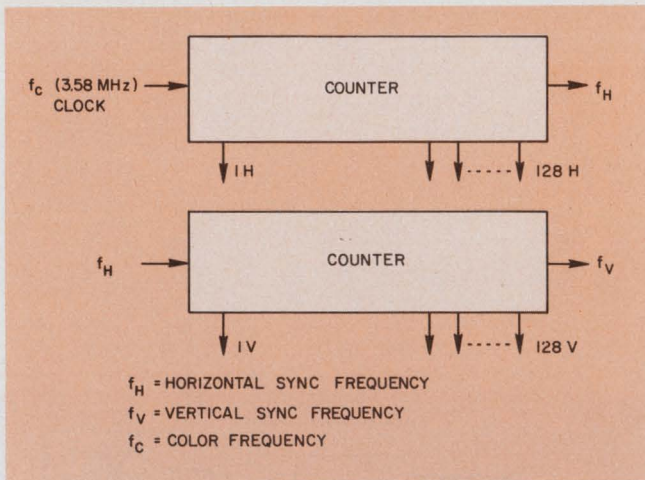 f_C (3.58 MHz)
CLOCK
COUNTER
f_H
1H
128 H
f_H
COUNTER
f_V
1V
128 V
f_H = HORIZONTAL SYNC FREQUENCY
f_V = VERTICAL SYNC FREQUENCY
f_C = COLOR FREQUENCY